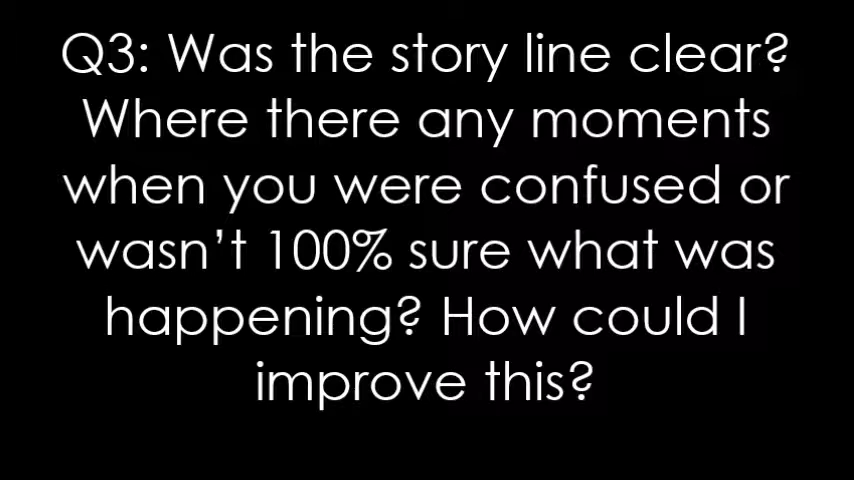 Q3: Was the story line clear?
Where there any moments
when you were confused or
wasn’t 100% sure what was
happening? How could I
improve this?